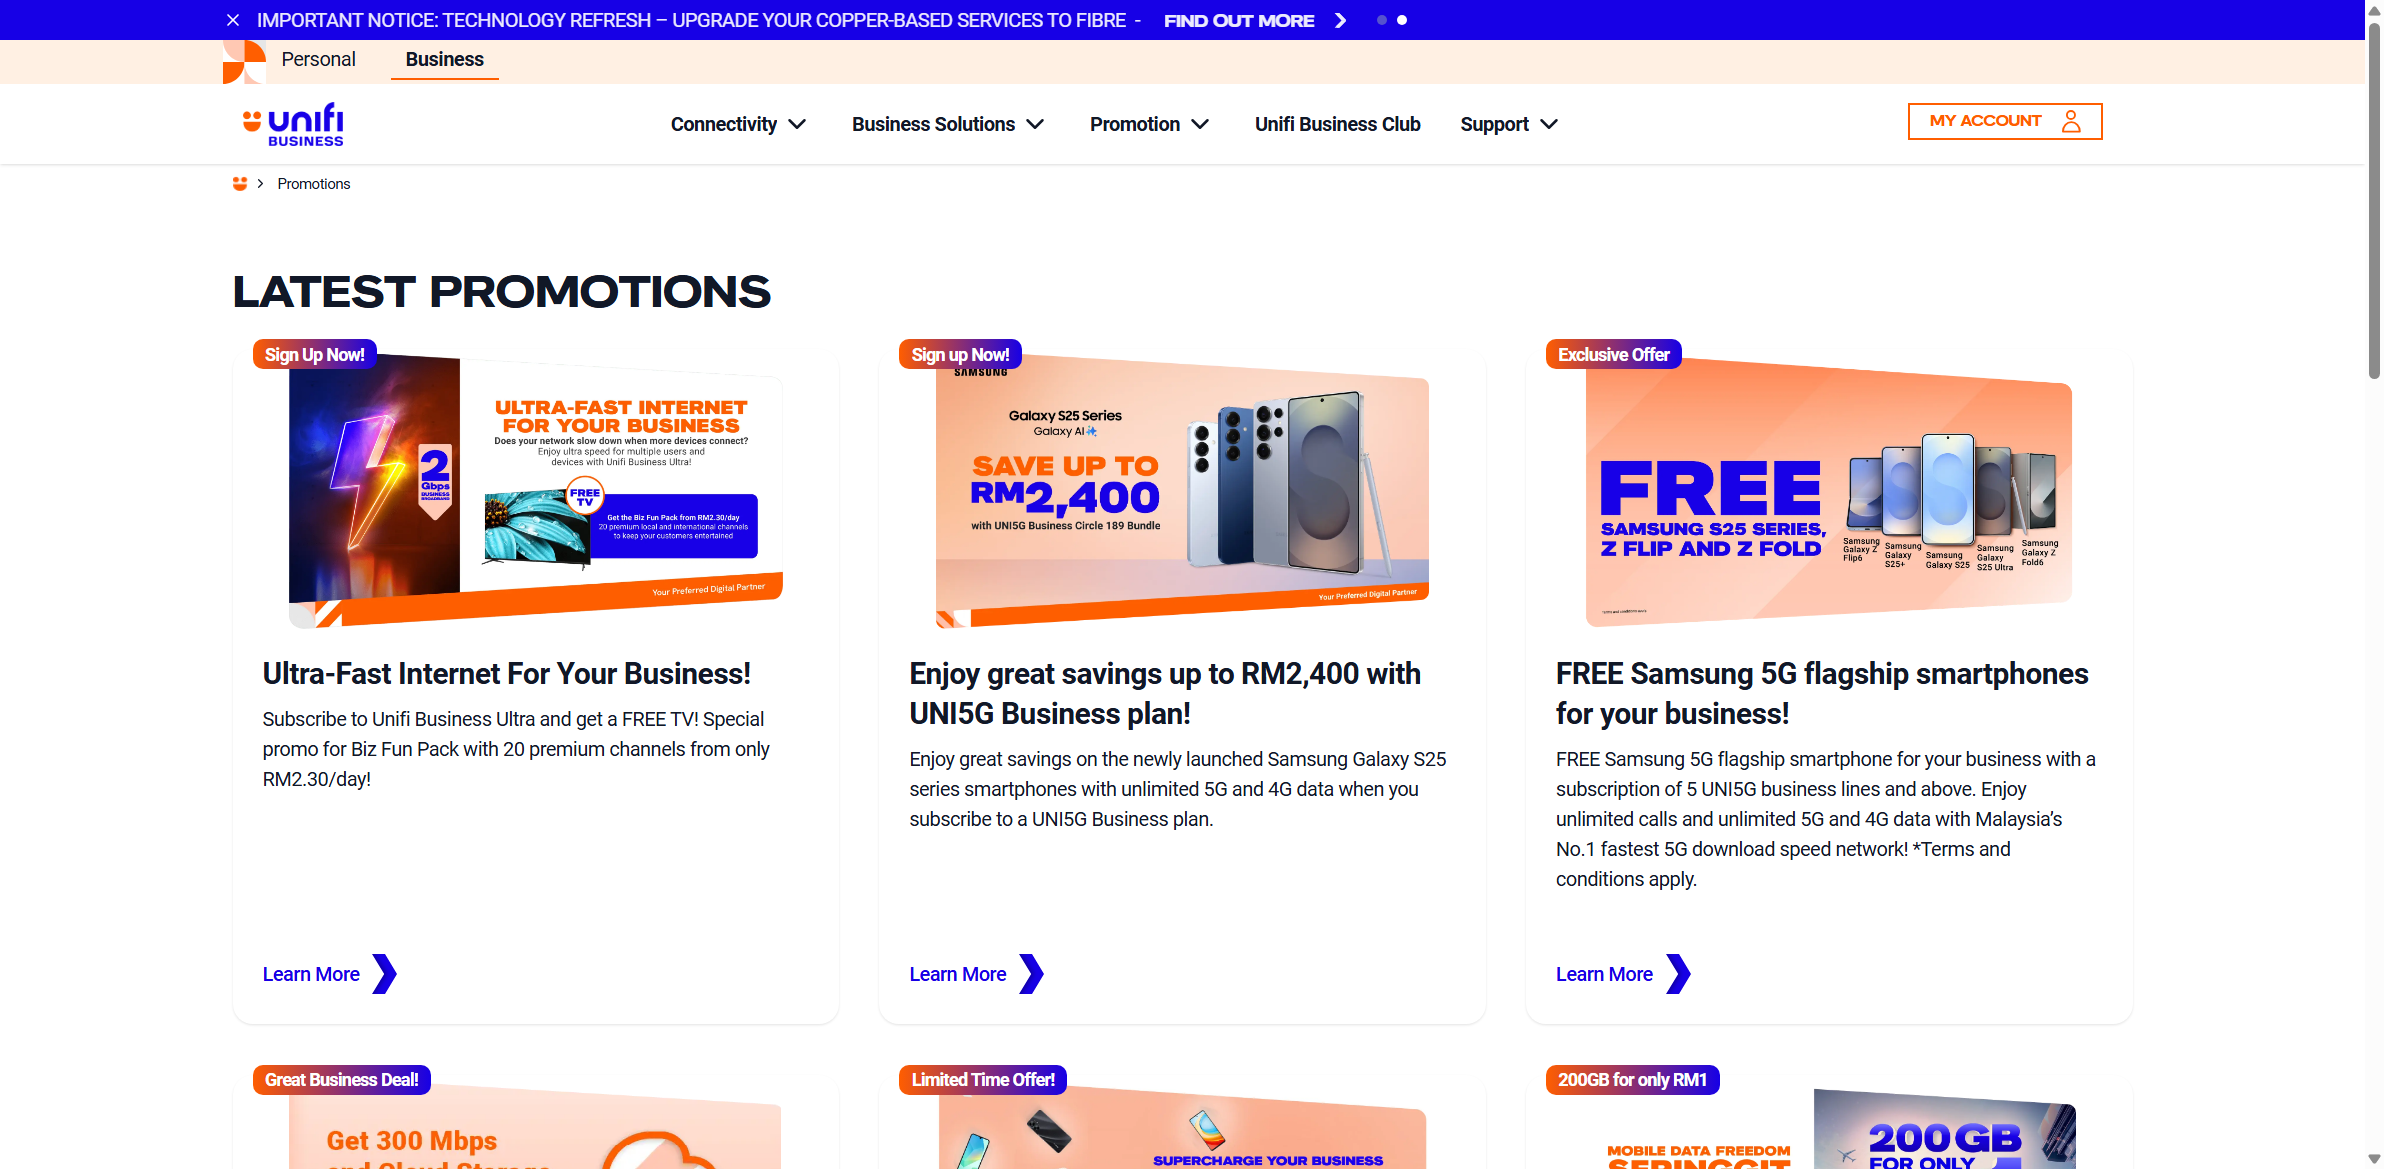 IMPORTANT NOTICE: TECHNOLOGY REFRESH – UPGRADE YOUR COPPER-BASED SERVICES TO FIBRE - FIND OUT MORE
Personal
Business
unifi
BUSINESS
Connectivity
Business Solutions
Promotion
Unifi Business Club
Support
MY ACCOUNT
Promotions
LATEST PROMOTIONS
Sign Up Now!
ULTRA-FAST INTERNET
FOR YOUR BUSINESS
Does your network slow down when more devices connect?
Enjoy ultra speed for multiple users and
devices with Unifi Business Ultra!
2
Gbps
BUSINESS
BROADBAND
FREE
TV
Get the Biz Fun Pack from RM2.30/day
20 premium local and international channels
to keep your customers entertained
Your Preferred Digital Partner
Ultra-Fast Internet For Your Business!
Subscribe to Unifi Business Ultra and get a FREE TV! Special
promo for Biz Fun Pack with 20 premium channels from only
RM2.30/day!
Learn More
Sign up Now!
SAMSUNG
Galaxy S25 Series
Galaxy AI
SAVE UP TO
RM2,400
with UNI5G Business Circle 189 Bundle
Your Preferred Digital Partner
Enjoy great savings up to RM2,400 with
UNI5G Business plan!
Enjoy great savings on the newly launched Samsung Galaxy S25
series smartphones with unlimited 5G and 4G data when you
subscribe to a UNI5G Business plan.
Learn More
Exclusive Offer
FREE
SAMSUNG S25 SERIES,
Z FLIP AND Z FOLD
Samsung
Galaxy Z
Flip6
Samsung
Galaxy
S25+
Samsung
Galaxy S25
Samsung
Galaxy
S25 Ultra
Samsung
Galaxy Z
Fold6
Terms and conditions apply.
FREE Samsung 5G flagship smartphones
for your business!
FREE Samsung 5G flagship smartphone for your business with a
subscription of 5 UNI5G business lines and above. Enjoy
unlimited calls and unlimited 5G and 4G data with Malaysia's
No.1 fastest 5G download speed network! *Terms and
conditions apply.
Learn More
Great Business Deal!
Get 300 Mbps
and Cloud Storage
Limited Time Offer!
SUPERCHARGE YOUR BUSINESS
200GB for only RM1
MOBILE DATA FREEDOM
SERINGGIT
200GB
FOR ONLY